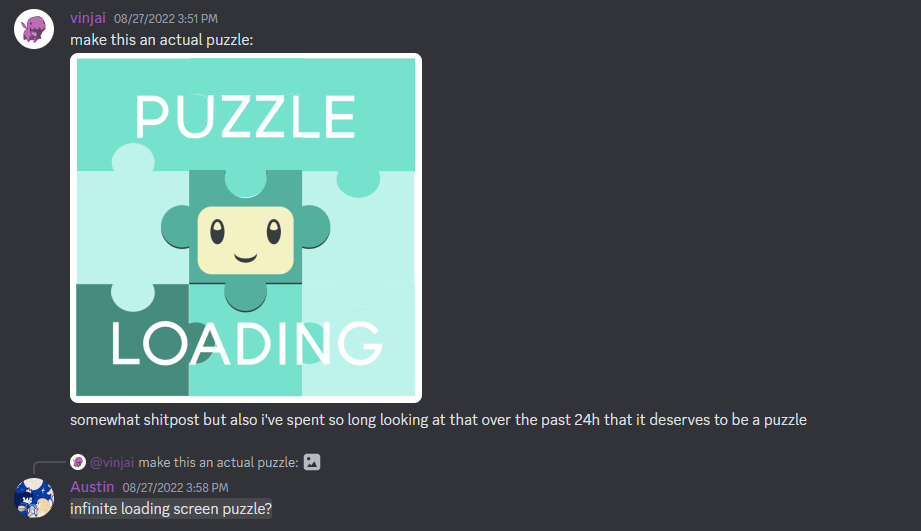 vinjai 08/27/2022 3:51 PM
make this an actual puzzle:
PUZZLE
LOADING
somewhat shitpost but also i've spent so long looking at that over the past 24h that it deserves to be a puzzle
@vinjai make this an actual puzzle:
Austin 08/27/2022 3:58 PM
infinite loading screen puzzle?